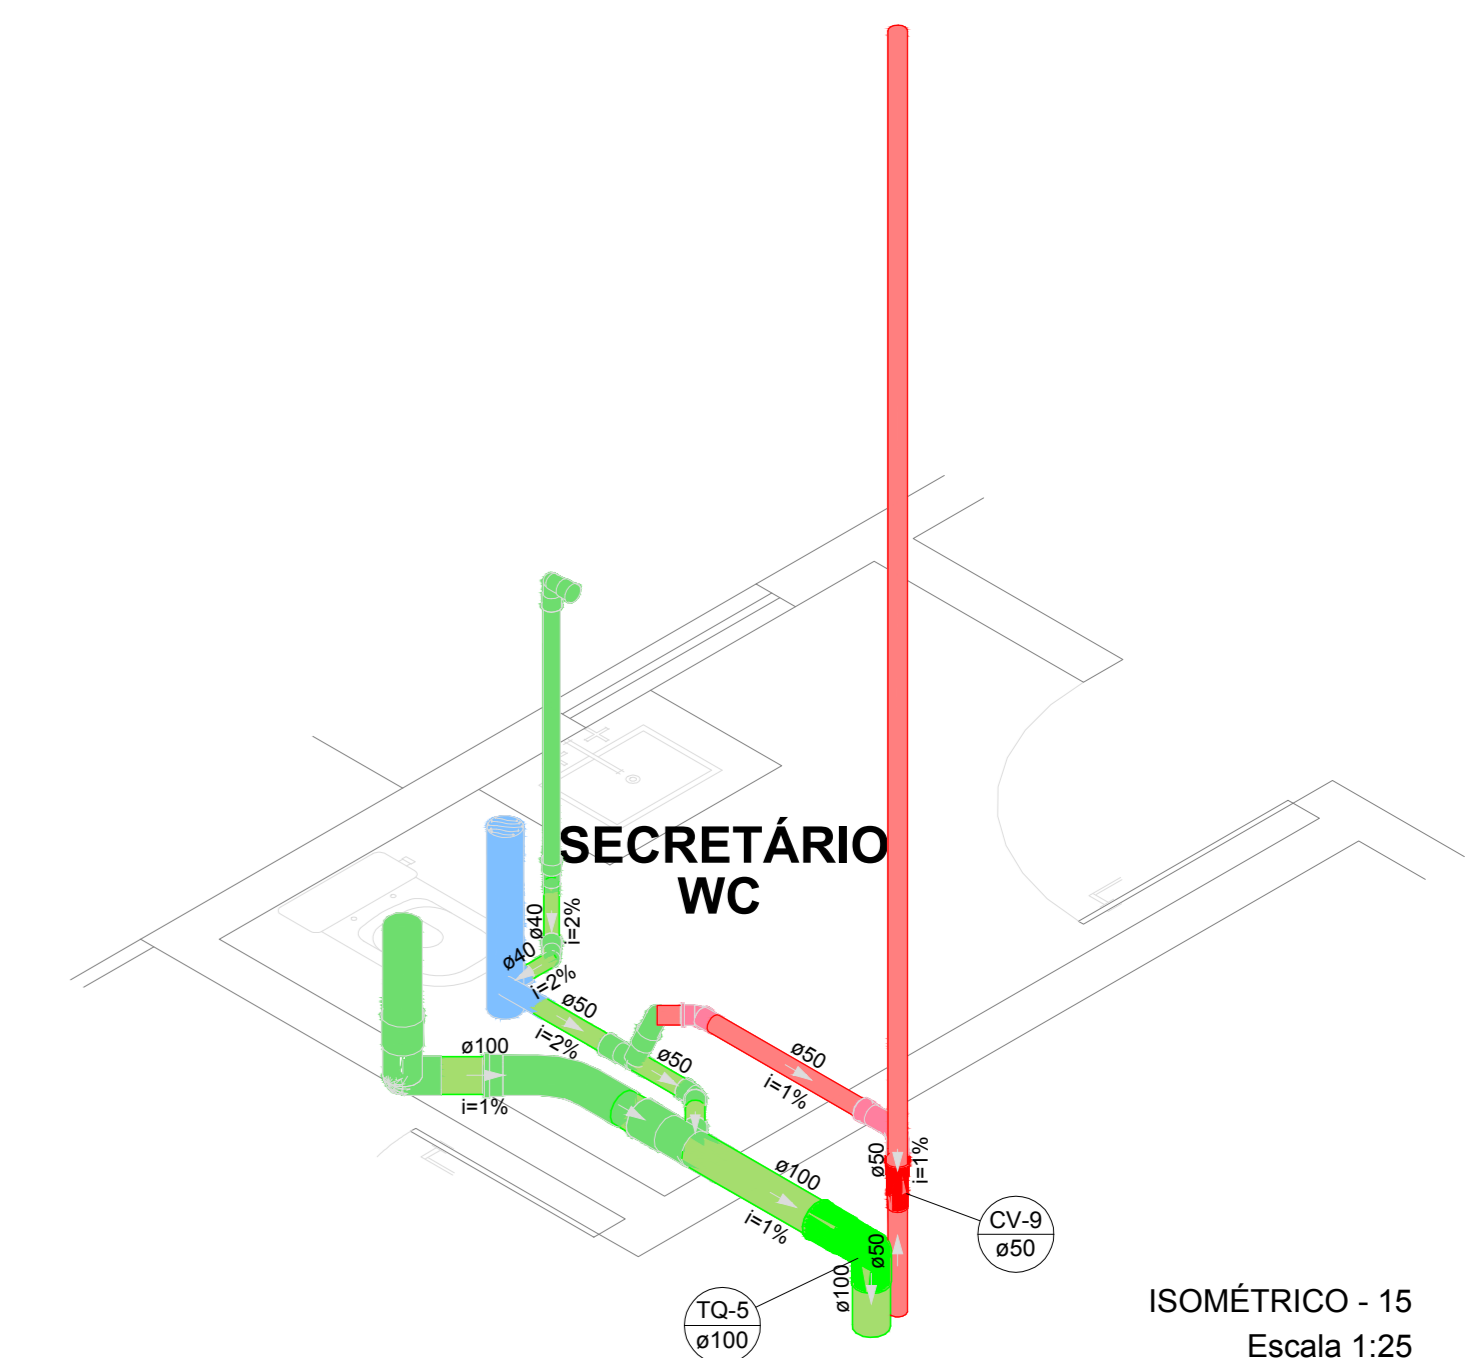 SECRETÁRIO
WC
ø40
i=2%
ø40
i=2%
ø50
i=2%
ø50
ø100
i=1%
ø50
i=1%
ø50
i=1%
ø100
i=1%
CV-9
ø50
ø50
ø100
TQ-5
ø100
ISOMÉTRICO - 15
Escala 1:25